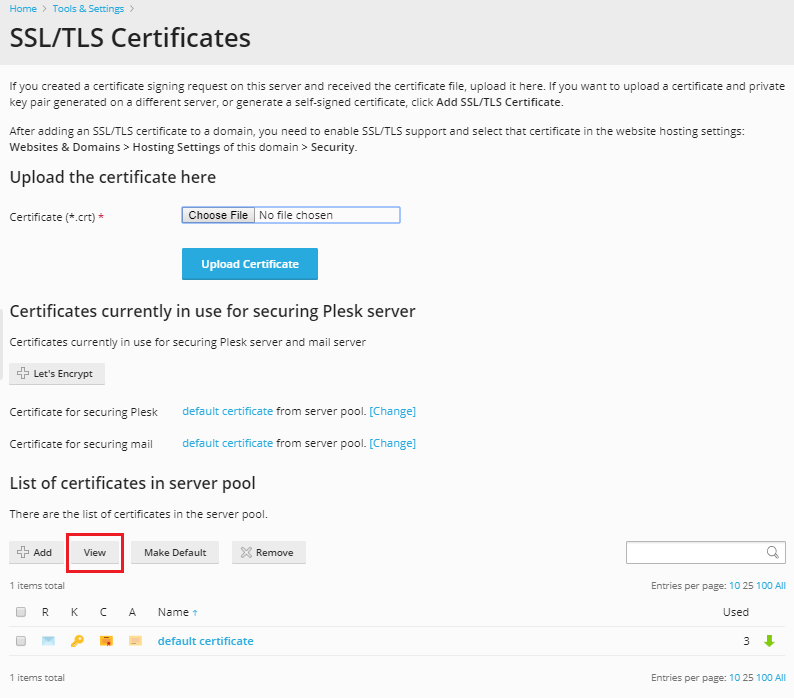 Home > Tools & Settings >
SSL/TLS Certificates
If you created a certificate signing request on this server and received the certificate file, upload it here. If you want to upload a certificate and private
key pair generated on a different server, or generate a self-signed certificate, click Add SSL/TLS Certificate.
After adding an SSL/TLS certificate to a domain, you need to enable SSL/TLS support and select that certificate in the website hosting settings:
Websites & Domains > Hosting Settings of this domain > Security.
Upload the certificate here
Certificate (*.crt) * Choose File No file chosen
Upload Certificate
Certificates currently in use for securing Plesk server
Certificates currently in use for securing Plesk server and mail server
Let's Encrypt
Certificate for securing Plesk default certificate from server pool. [Change]
Certificate for securing mail default certificate from server pool. [Change]
List of certificates in server pool
There are the list of certificates in the server pool.
Add View Make Default Remove
1 items total Entries per page: 10 25 100 All
R K C A Name ↑ Used
default certificate 3
1 items total Entries per page: 10 25 100 All